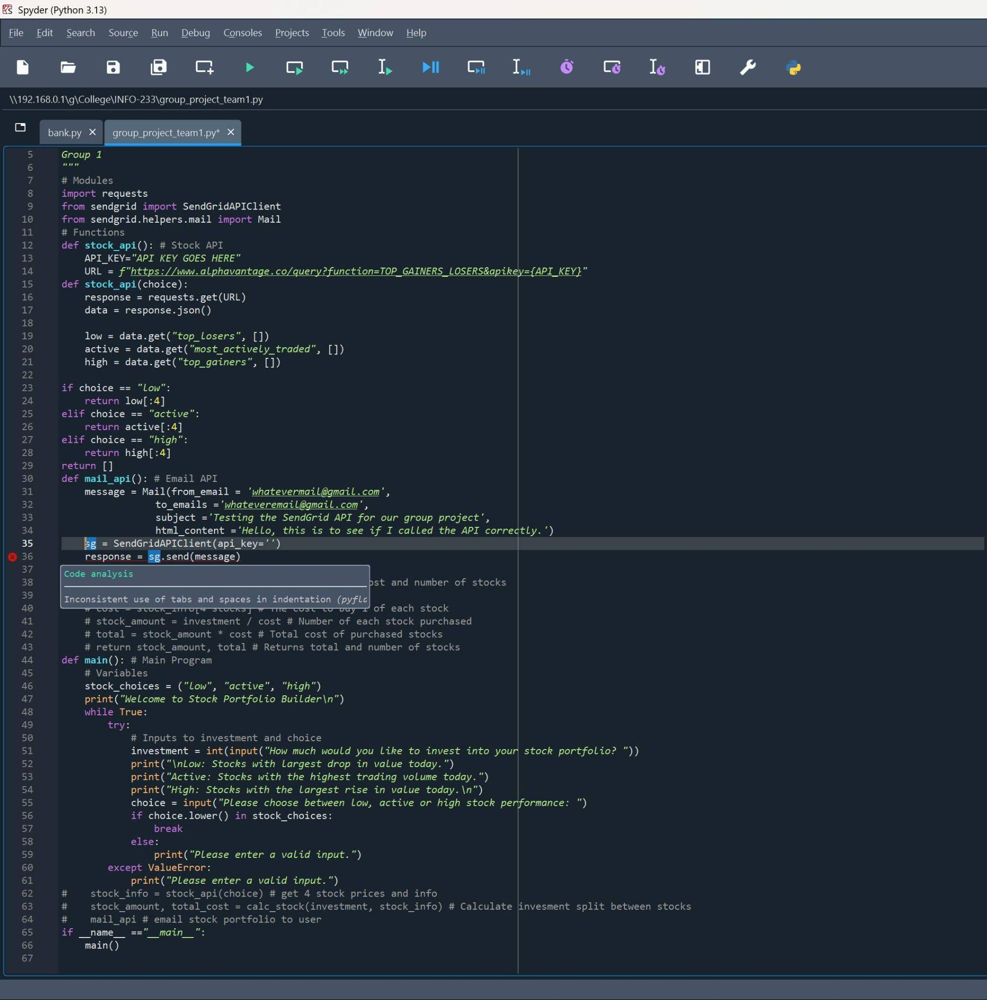 Spyder (Python 3.13)
File Edit Search Source Run Debug Consoles Projects Tools Window Help
\\192.168.0.1\g\College\INFO-233\group_project_team1.py
bank.py group_project_team1.py*
5 Group 1
6 """
7 # Modules
8 import requests
9 from sendgrid import SendGridAPIClient
10 from sendgrid.helpers.mail import Mail
11 # Functions
12 def stock_api(): # Stock API
13     API_KEY="API KEY GOES HERE"
14     URL = f"https://www.alphavantage.co/query?function=TOP_GAINERS_LOSERS&apikey={API_KEY}"
15 def stock_api(choice):
16     response = requests.get(URL)
17     data = response.json()
18
19     low = data.get("top_losers", [])
20     active = data.get("most_actively_traded", [])
21     high = data.get("top_gainers", [])
22
23 if choice == "low":
24     return low[:4]
25 elif choice == "active":
26     return active[:4]
27 elif choice == "high":
28     return high[:4]
29 return []
30 def mail_api(): # Email API
31     message = Mail(from_email = 'whatevermail@gmail.com',
32                 to_emails ='whateveremail@gmail.com',
33                 subject ='Testing the SendGrid API for our group project',
34                 html_content ='Hello, this is to see if I called the API correctly.')
35     sg = SendGridAPIClient(api_key='')
36     response = sg.send(message)
37
Code analysis
38 ost and number of stocks
39
Inconsistent use of tabs and spaces in indentation (pyfla
40     # cost = stock_info[4 stocks] # The cost to buy 1 of each stock
41     # stock_amount = investment / cost # Number of each stock purchased
42     # total = stock_amount * cost # Total cost of purchased stocks
43     # return stock_amount, total # Returns total and number of stocks
44 def main(): # Main Program
45     # Variables
46     stock_choices = ("low", "active", "high")
47     print("Welcome to Stock Portfolio Builder\n")
48     while True:
49         try:
50             # Inputs to investment and choice
51             investment = int(input("How much would you like to invest into your stock portfolio? "))
52             print("\nLow: Stocks with largest drop in value today.")
53             print("Active: Stocks with the highest trading volume today.")
54             print("High: Stocks with the largest rise in value today.\n")
55             choice = input("Please choose between low, active or high stock performance: ")
56             if choice.lower() in stock_choices:
57                 break
58             else:
59                 print("Please enter a valid input.")
60         except ValueError:
61             print("Please enter a valid input.")
62 #    stock_info = stock_api(choice) # get 4 stock prices and info
63 #    stock_amount, total_cost = calc_stock(investment, stock_info) # Calculate invesment split between stocks
64 #    mail_api # email stock portfolio to user
65 if __name__ =="__main__":
66     main()
67